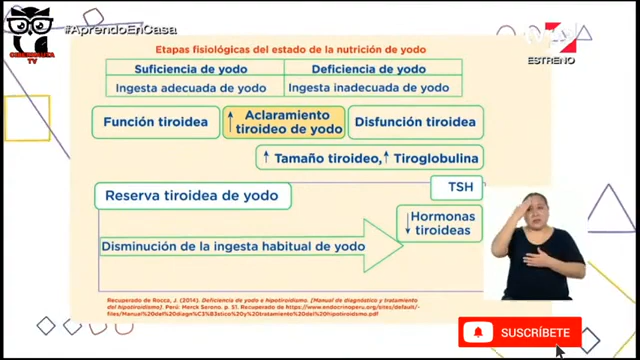 #AprendoEnCasa
TV
ESTRENO
Etapas fisiológicas del estado de la nutrición de yodo
Suficiencia de yodo
Deficiencia de yodo
Ingesta adecuada de yodo
Ingesta inadecuada de yodo
Función tiroidea
↑ Aclaramiento
tiroideo de yodo
Disfunción tiroidea
↑ Tamaño tiroideo, ↑ Tiroglobulina
TSH
Reserva tiroidea de yodo
Hormonas
↓ tiroideas
Disminución de la ingesta habitual de yodo
Recuperado de Rocca, J. (2014). Deficiencia de yodo e hipotiroidismo. [Manual de diagnóstico y tratamiento
del hipotiroidismo]. Perú: Merck Serono. p. 51. Recuperado de https://www.endocrinoperu.org/sites/default/
files/Manual%20del%20diagn%C3%B3stico%20y%20tratamiento%20del%20hipotiroidsmo.pdf
SUSCRÍBETE